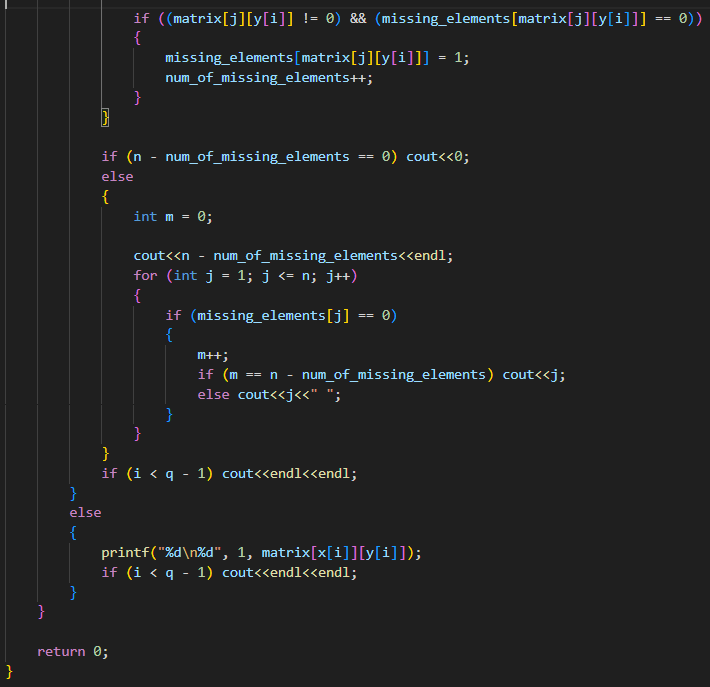 if ((matrix[j][y[i]] != 0) && (missing_elements[matrix[j][y[i]]] == 0))
{
missing_elements[matrix[j][y[i]]] = 1;
num_of_missing_elements++;
}
}
if (n - num_of_missing_elements == 0) cout<<0;
else
{
int m = 0;
cout<<n - num_of_missing_elements<<endl;
for (int j = 1; j <= n; j++)
{
if (missing_elements[j] == 0)
{
m++;
if (m == n - num_of_missing_elements) cout<<j;
else cout<<j<<" ";
}
}
}
if (i < q - 1) cout<<endl<<endl;
}
else
{
printf("%d\n%d", 1, matrix[x[i]][y[i]]);
if (i < q - 1) cout<<endl<<endl;
}
}
return 0;
}